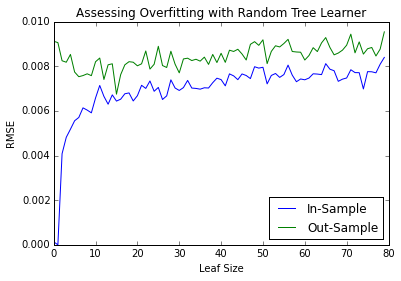 Assessing Overfitting with Random Tree Learner
0.010
0.008
0.006
0.004
0.002
0.000
RMSE
0 10 20 30 40 50 60 70 80
Leaf Size
In-Sample
Out-Sample